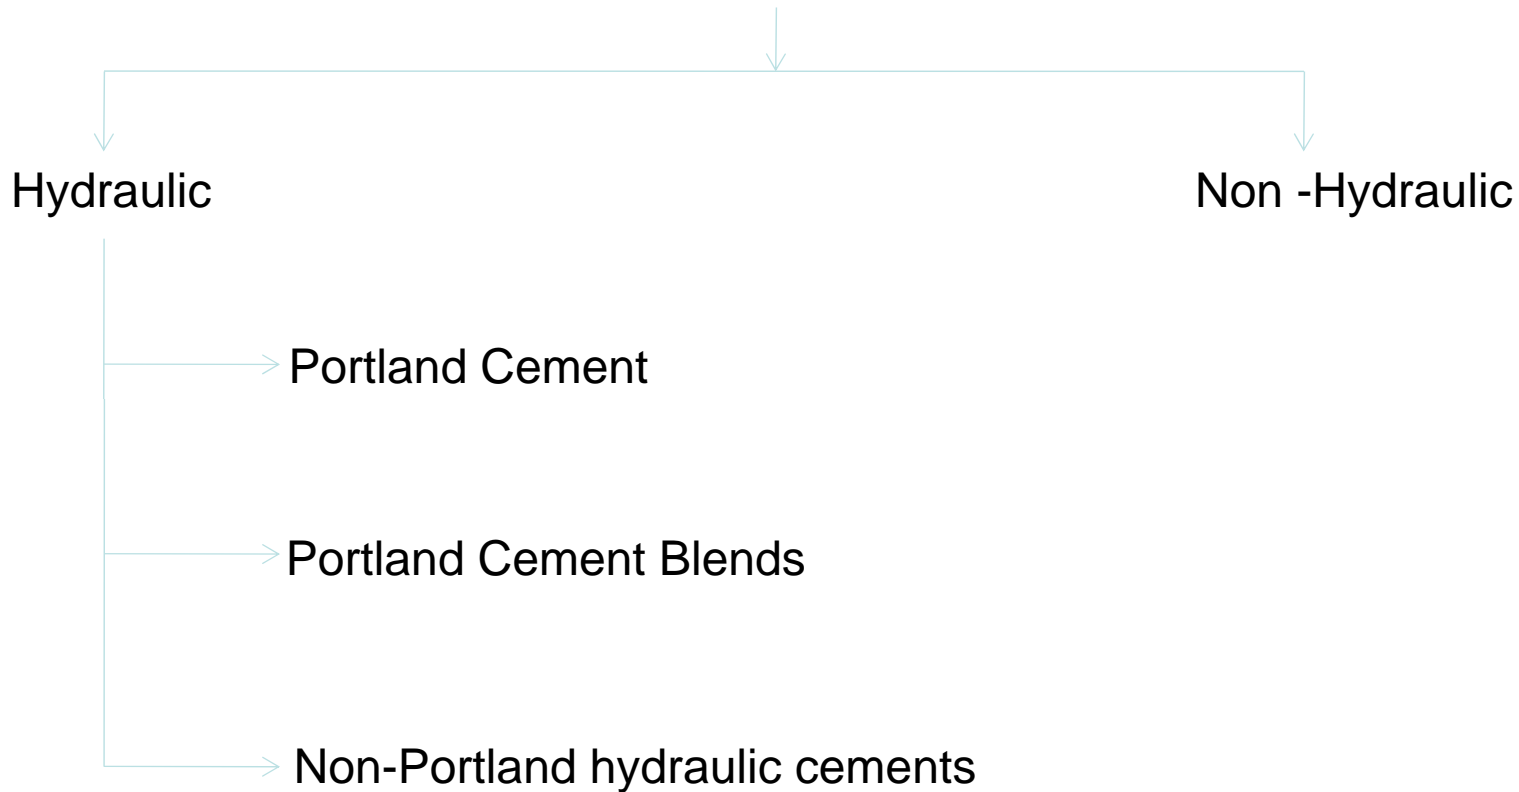 Hydraulic
Non -Hydraulic
Portland Cement
Portland Cement Blends
Non-Portland hydraulic cements